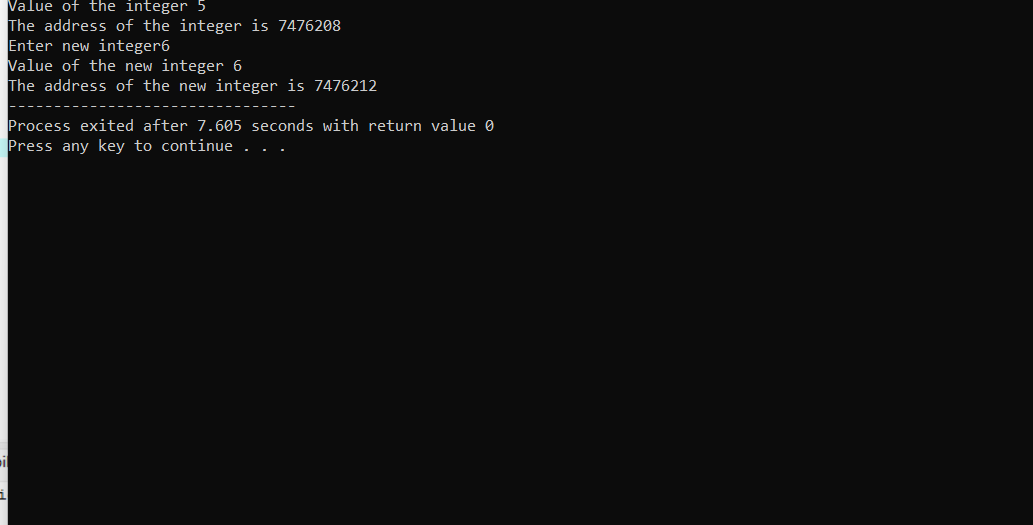 Value of the integer 5
The address of the integer is 7476208
Enter new integer6
Value of the new integer 6
The address of the new integer is 7476212
--------------------------------
Process exited after 7.605 seconds with return value 0
Press any key to continue . . .